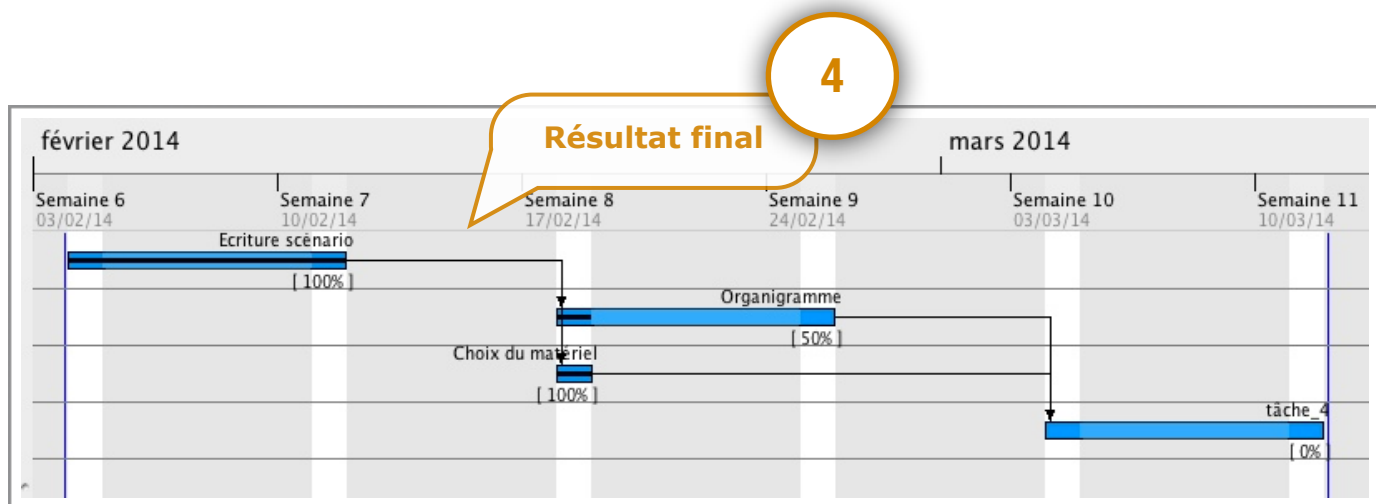 4
Résultat final
février 2014
mars 2014
Semaine 6
03/02/14
Semaine 7
10/02/14
Semaine 8
17/02/14
Semaine 9
24/02/14
Semaine 10
03/03/14
Semaine 11
10/03/14
Ecriture scénario
[ 100% ]
Organigramme
[ 50% ]
Choix du matériel
[ 100% ]
tâche_4
[ 0% ]